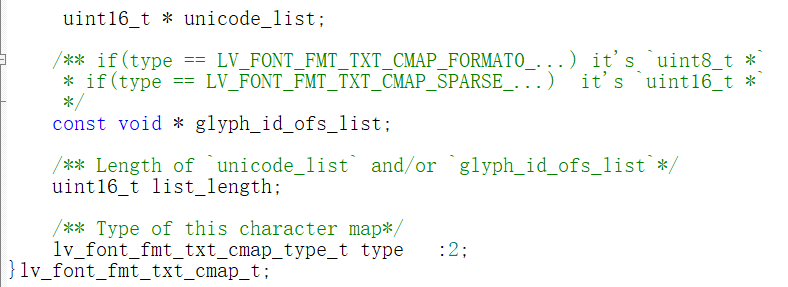 uint16_t * unicode_list;
/** if(type == LV_FONT_FMT_TXT_CMAP_FORMAT0_...) it's `uint8_t *`
* if(type == LV_FONT_FMT_TXT_CMAP_SPARSE_...)  it's `uint16_t *`
*/
const void * glyph_id_ofs_list;
/** Length of `unicode_list` and/or `glyph_id_ofs_list`*/
uint16_t list_length;
/** Type of this character map*/
lv_font_fmt_txt_cmap_type_t type   :2;
}lv_font_fmt_txt_cmap_t;